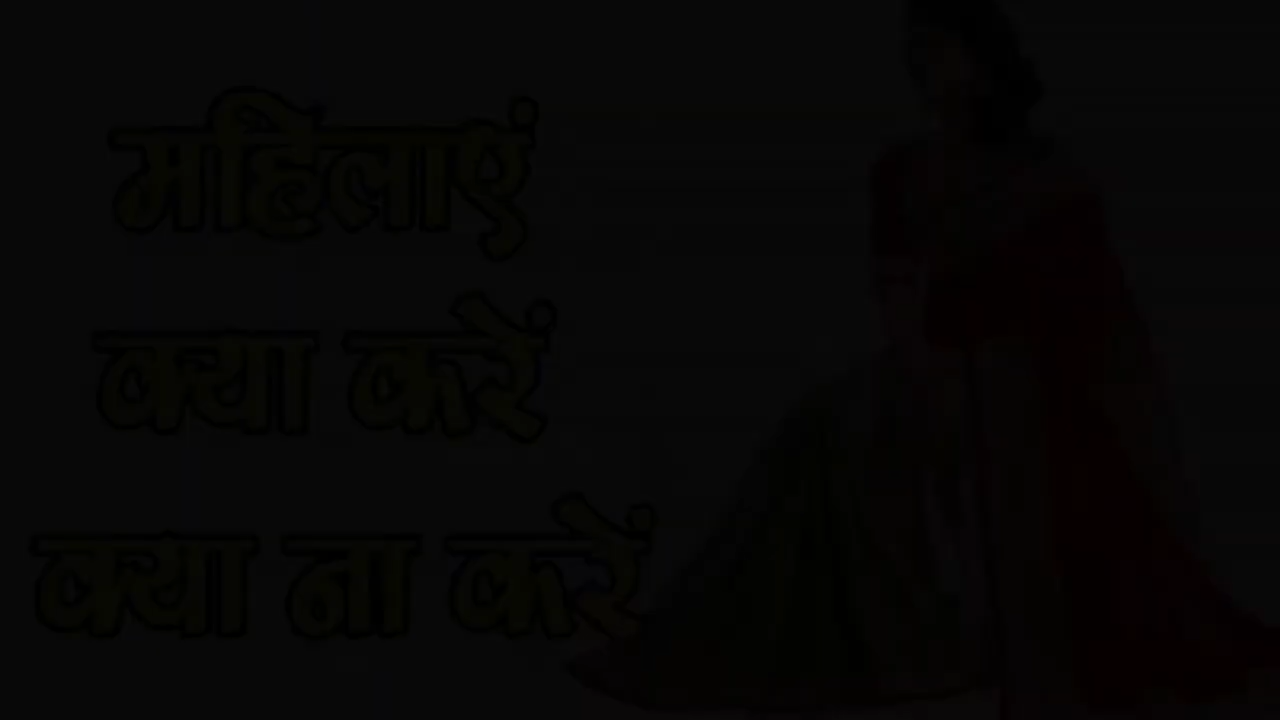 महिलाएं
क्या करें
क्या ना करें